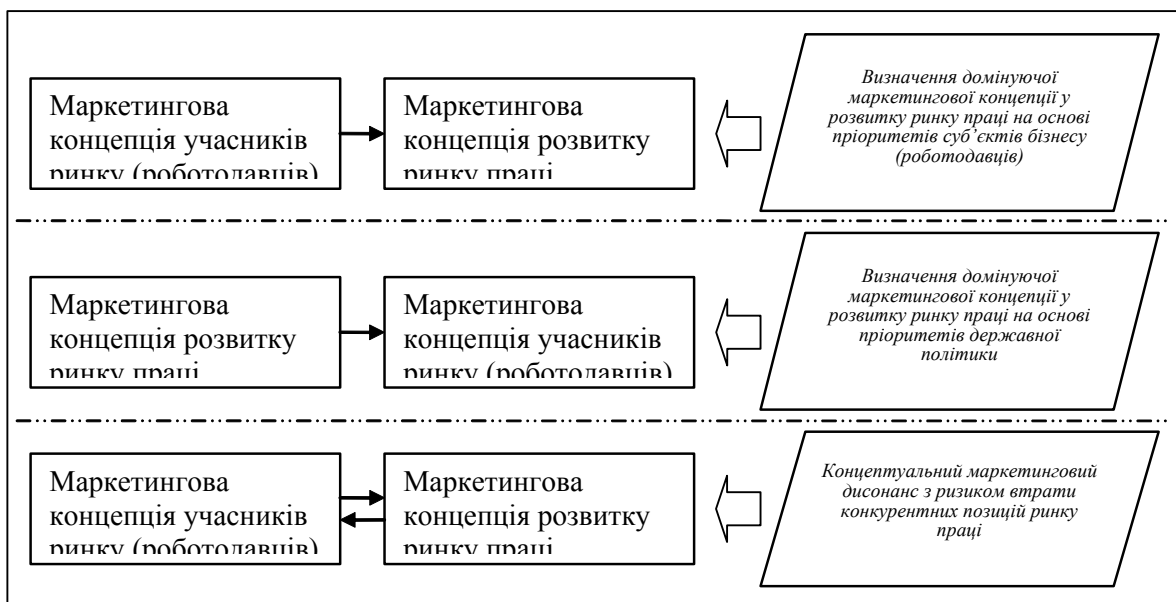 Маркетингова
концепція учасників
ринку (роботодавців)
Маркетингова
концепція розвитку
ринку праці
Визначення домінуючої
маркетингової концепції у
розвитку ринку праці на основі
пріоритетів суб’єктів бізнесу
(роботодавців)
Маркетингова
концепція розвитку
ринку праці
Маркетингова
концепція учасників
ринку (роботодавців)
Визначення домінуючої
маркетингової концепції у
розвитку ринку праці на основі
пріоритетів державної
політики
Маркетингова
концепція учасників
ринку (роботодавців)
Маркетингова
концепція розвитку
ринку праці
Концептуальний маркетинговий
дисонанс з ризиком втрати
конкурентних позицій ринку
праці